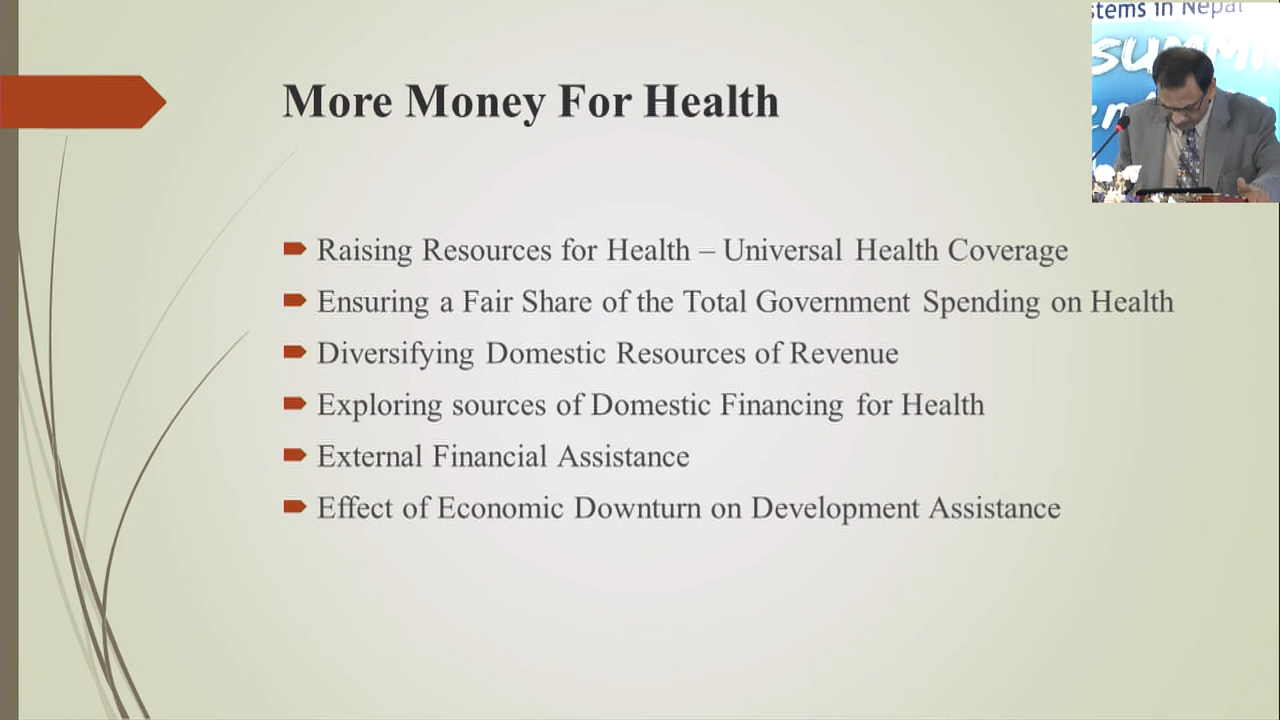 stems in Nepal
SUMMI
More Money For Health
Raising Resources for Health – Universal Health Coverage
Ensuring a Fair Share of the Total Government Spending on Health
Diversifying Domestic Resources of Revenue
Exploring sources of Domestic Financing for Health
External Financial Assistance
Effect of Economic Downturn on Development Assistance